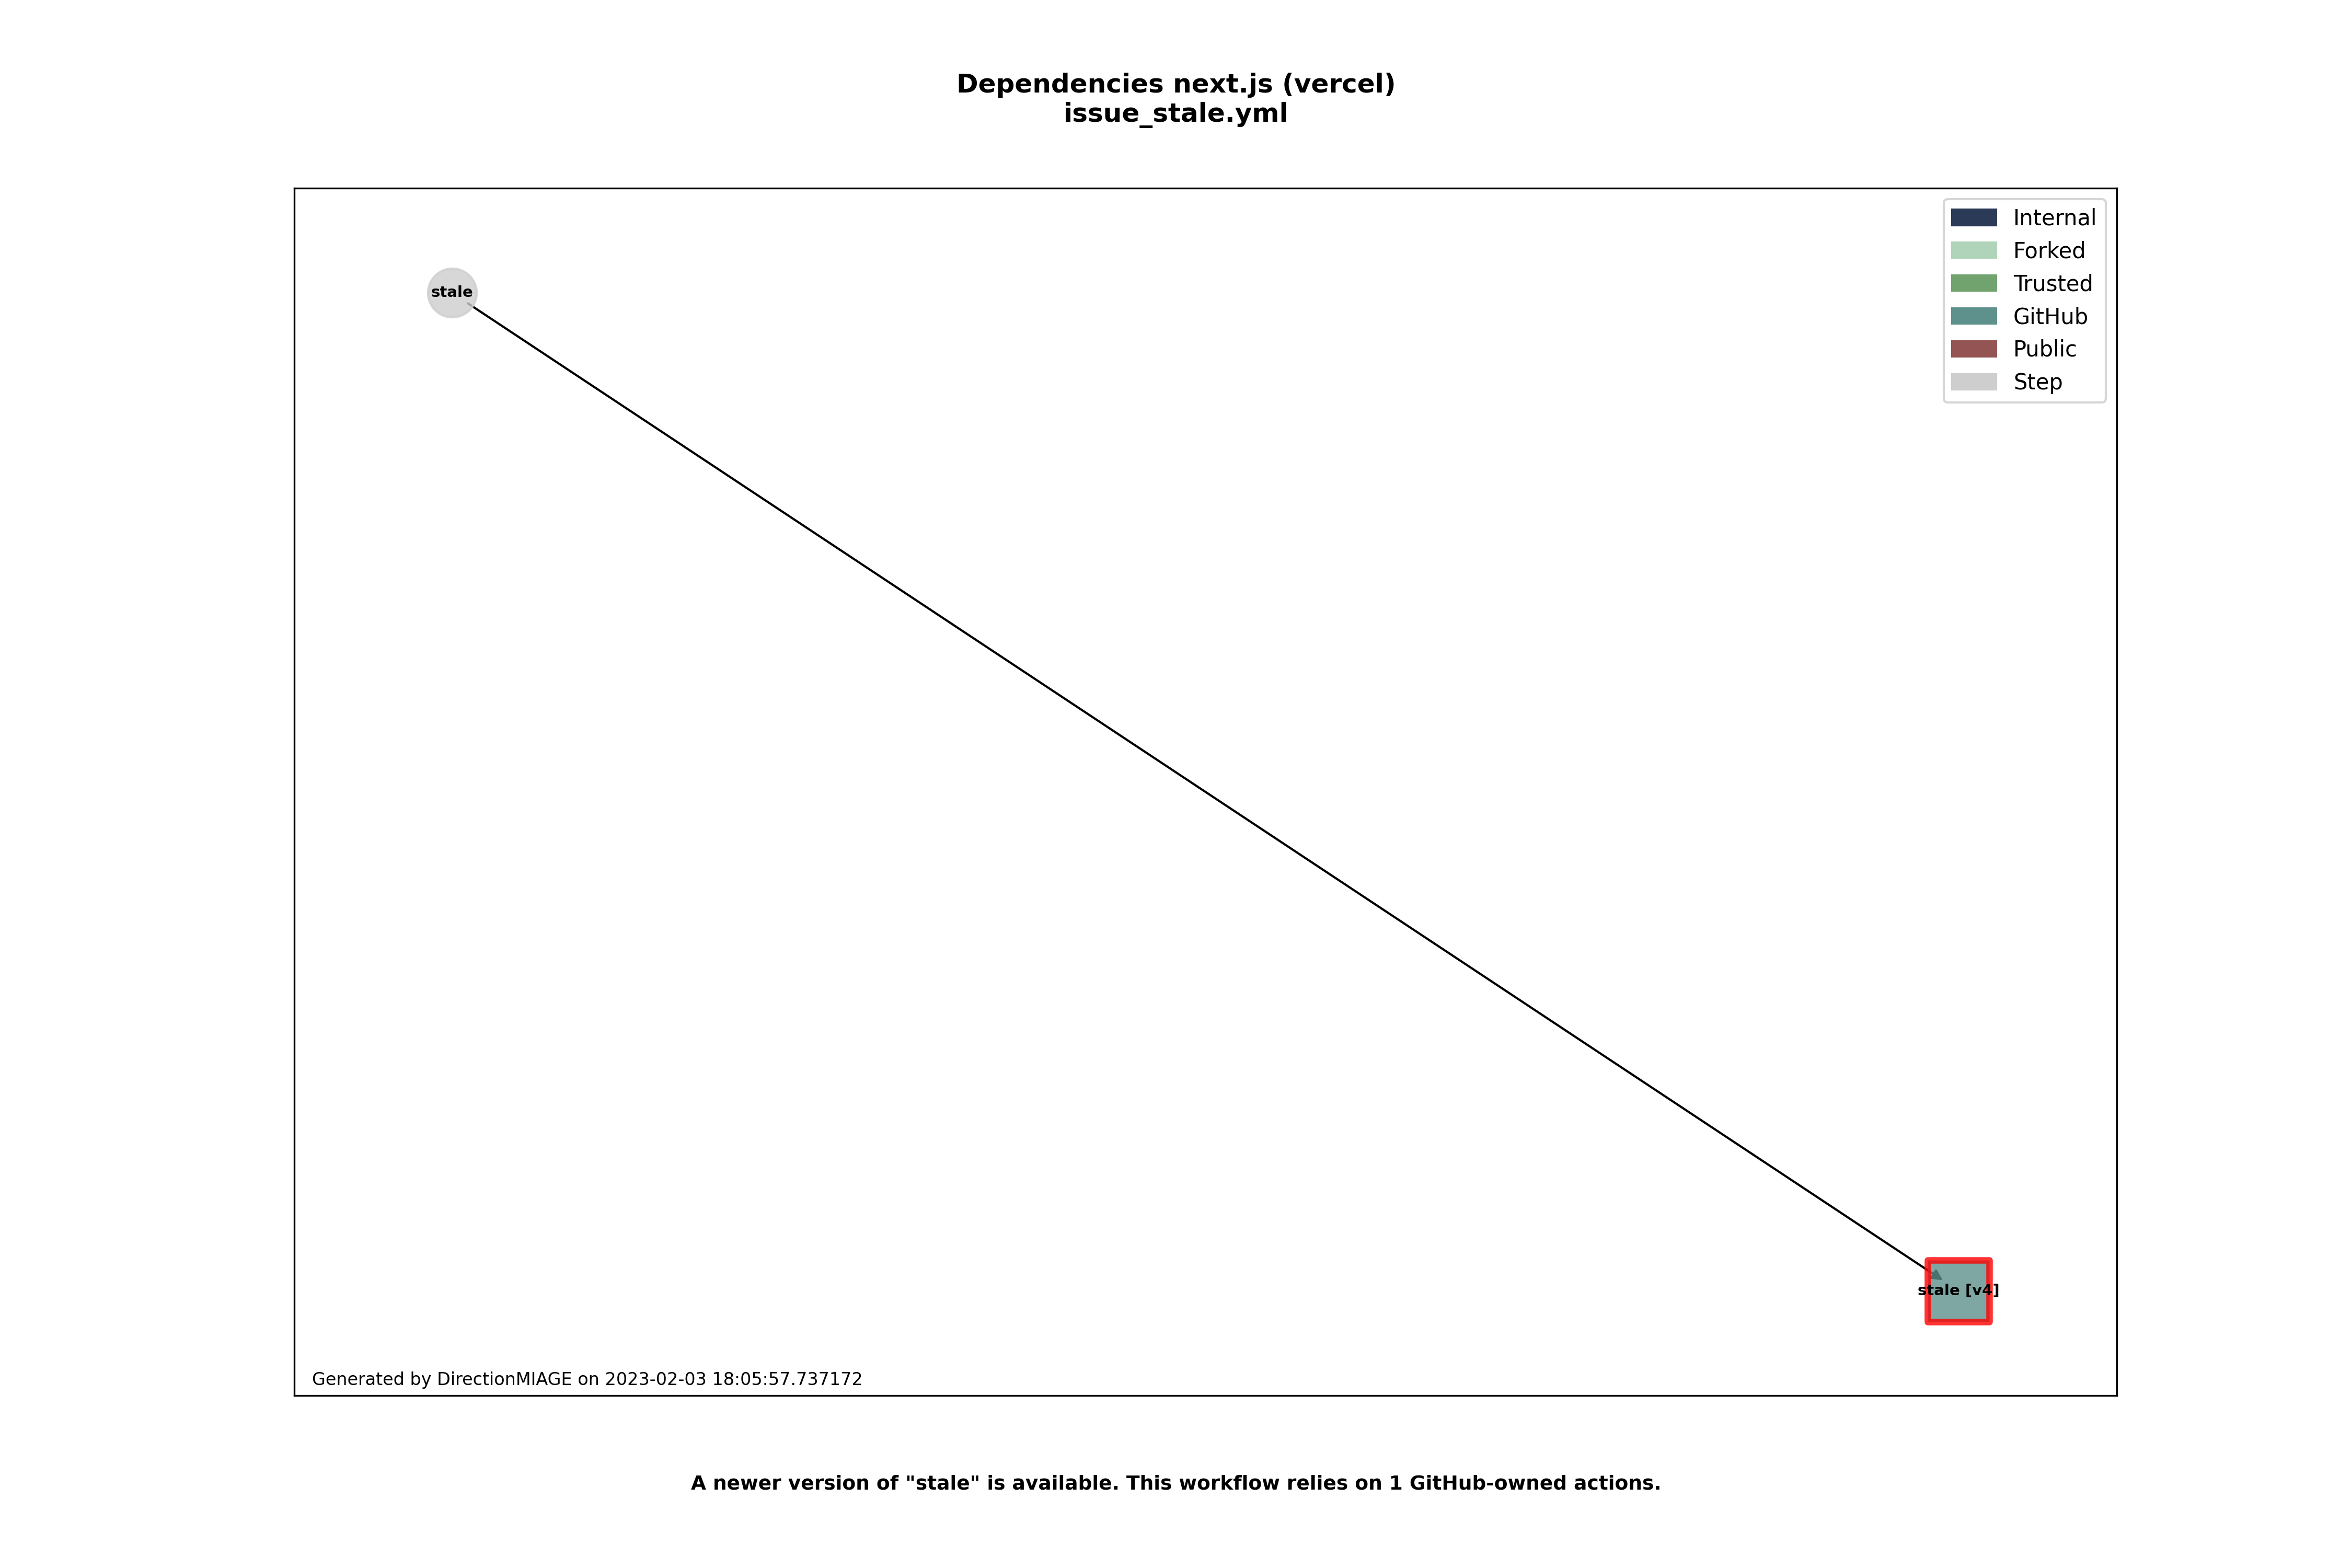 Dependencies next.js (vercel)
issue_stale.yml
Internal
Forked
Trusted
GitHub
Public
Step
stale
stale [v4]
Generated by DirectionMIAGE on 2023-02-03 18:05:57.737172
A newer version of "stale" is available. This workflow relies on 1 GitHub-owned actions.